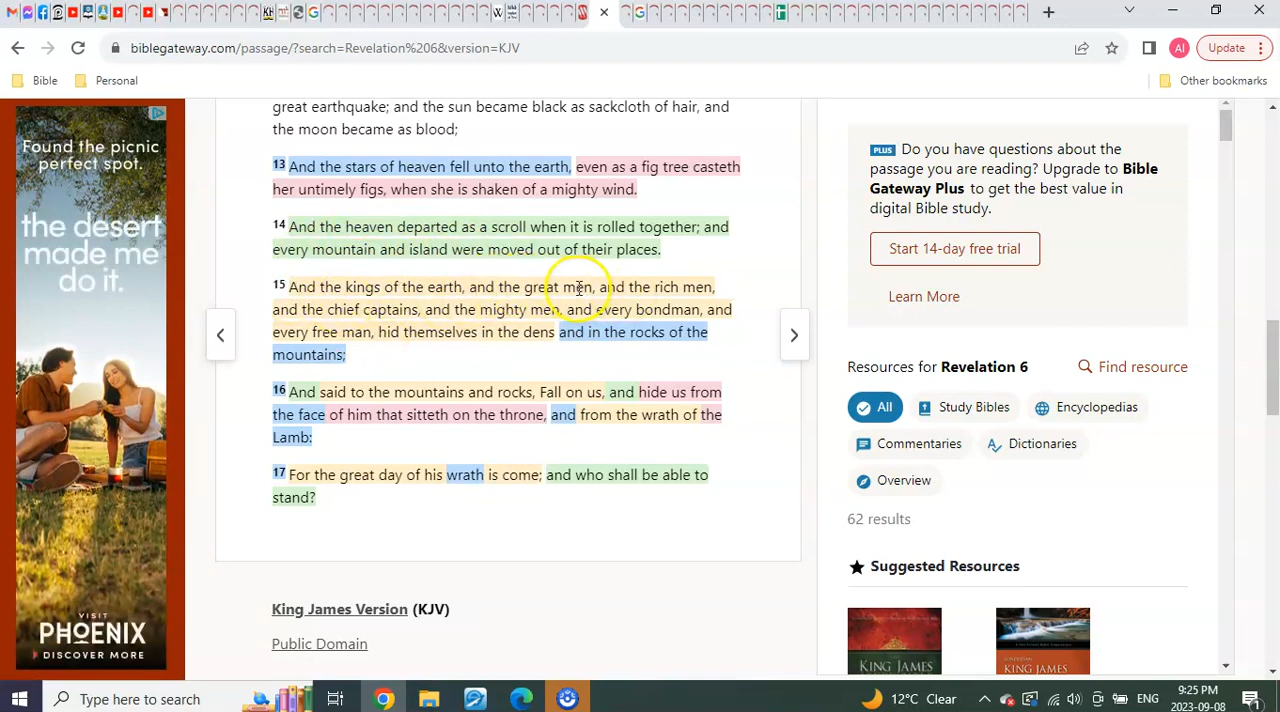 biblegateway.com/passage/?search=Revelation%206&version=KJV
AI
Update
Bible
Personal
Other bookmarks
Found the picnic
perfect spot.
the desert
made me
do it.
VISIT
PHOENIX
DISCOVER MORE
great earthquake; and the sun became black as sackcloth of hair, and
the moon became as blood;
13 And the stars of heaven fell unto the earth, even as a fig tree casteth
her untimely figs, when she is shaken of a mighty wind.
14 And the heaven departed as a scroll when it is rolled together; and
every mountain and island were moved out of their places.
15 And the kings of the earth, and the great men, and the rich men,
and the chief captains, and the mighty men, and every bondman, and
every free man, hid themselves in the dens and in the rocks of the
mountains;
16 And said to the mountains and rocks, Fall on us, and hide us from
the face of him that sitteth on the throne, and from the wrath of the
Lamb:
17 For the great day of his wrath is come; and who shall be able to
stand?
King James Version (KJV)
Public Domain
PLUS Do you have questions about the
passage you are reading? Upgrade to Bible
Gateway Plus to get the best value in
digital Bible study.
Start 14-day free trial
Learn More
Resources for Revelation 6
Find resource
All
Study Bibles
Encyclopedias
Commentaries
Dictionaries
Overview
62 results
Suggested Resources
KING JAMES
KING JAMES
Type here to search
12°C Clear
ENG
9:25 PM
2023-09-08
1